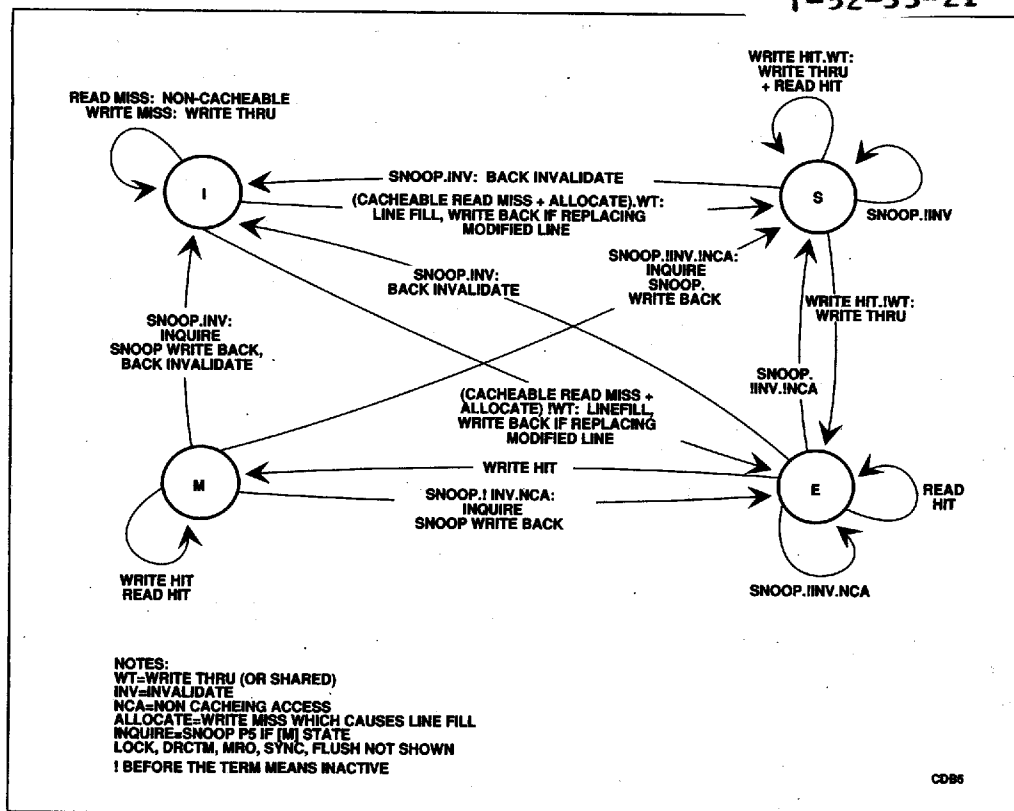 WRITE HIT.WT:
WRITE THRU
+ READ HIT
READ MISS: NON-CACHEABLE
WRITE MISS: WRITE THRU
I
SNOOP.INV: BACK INVALIDATE
S
SNOOP.!INV
(CACHEABLE READ MISS + ALLOCATE).WT:
LINE FILL, WRITE BACK IF REPLACING
MODIFIED LINE
SNOOP.!INV.!NCA:
INQUIRE
SNOOP.
WRITE BACK
SNOOP.INV:
BACK INVALIDATE
WRITE HIT.!WT:
WRITE THRU
SNOOP.INV:
INQUIRE
SNOOP WRITE BACK,
BACK INVALIDATE
SNOOP.
!INV.!NCA
(CACHEABLE READ MISS +
ALLOCATE) !WT: LINEFILL,
WRITE BACK IF REPLACING
MODIFIED LINE
M
WRITE HIT
E
READ
HIT
SNOOP.! INV.NCA:
INQUIRE
SNOOP WRITE BACK
WRITE HIT
READ HIT
SNOOP.!INV.NCA
NOTES:
WT=WRITE THRU (OR SHARED)
INV=INVALIDATE
NCA=NON CACHEING ACCESS
ALLOCATE=WRITE MISS WHICH CAUSES LINE FILL
INQUIRE=SNOOP P5 IF [M] STATE
LOCK, DRCTM, MRO, SYNC, FLUSH NOT SHOWN
! BEFORE THE TERM MEANS INACTIVE
CDB5